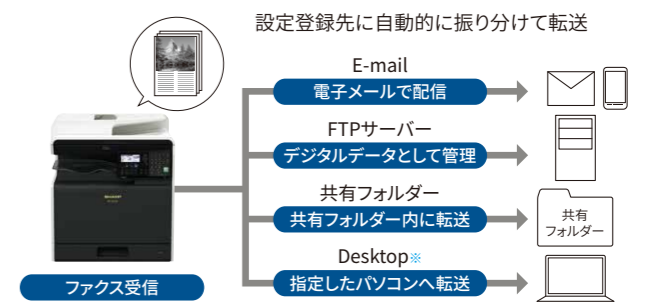 設定登録先に自動的に振り分けて転送
E-mail
電子メールで配信
FTPサーバー
デジタルデータとして管理
共有フォルダー
共有フォルダー内に転送
共有
フォルダー
Desktop※
指定したパソコンへ転送
SHARP
ファクス受信